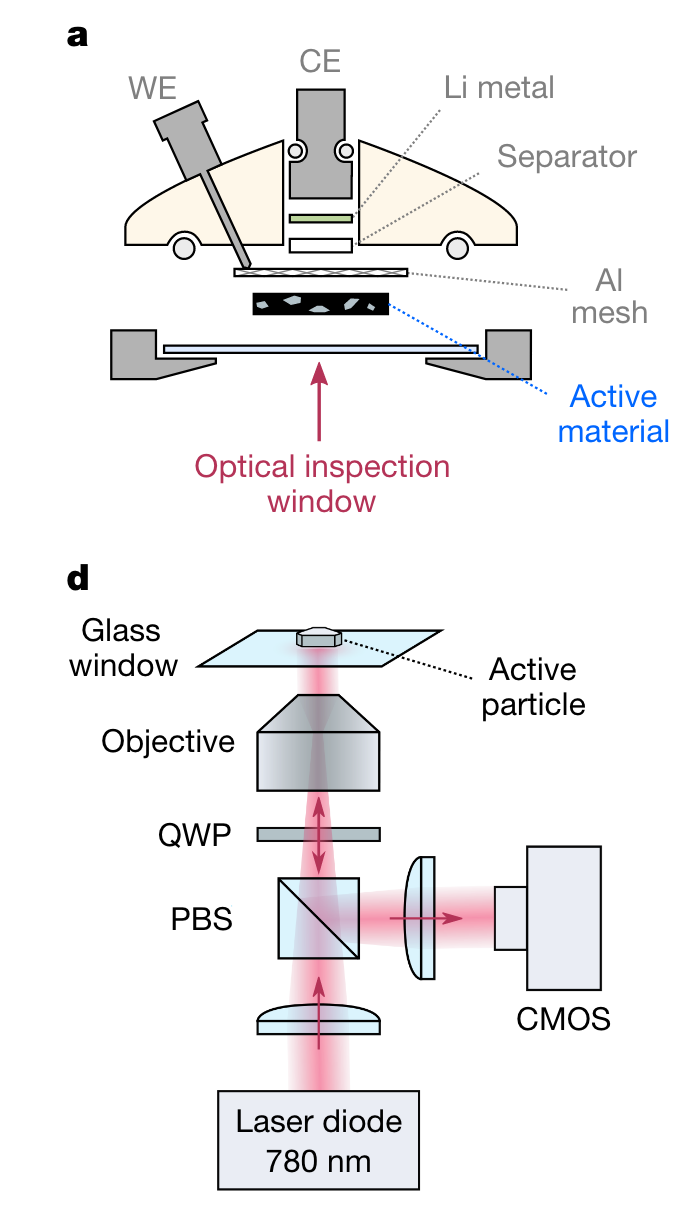 a
WE
CE
Li metal
Separator
Al
mesh
Active
material
Optical inspection
window
d
Glass
window
Active
particle
Objective
QWP
PBS
CMOS
Laser diode
780 nm